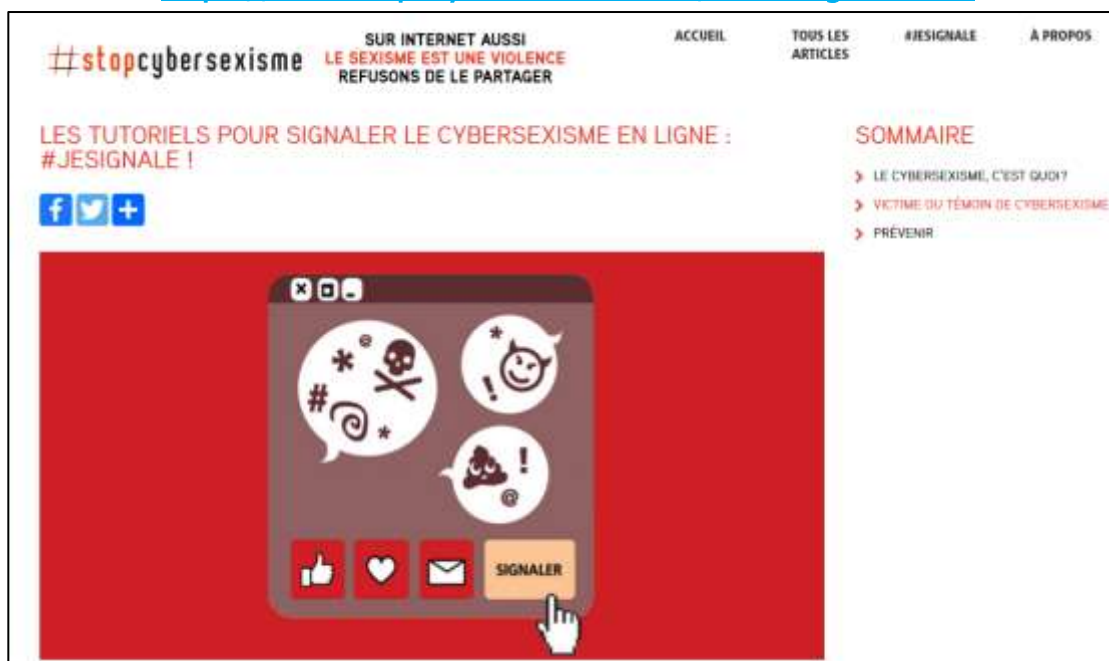 #stopcybersexisme
SUR INTERNET AUSSI
LE SEXISME EST UNE VIOLENCE
REFUSONS DE LE PARTAGER
ACCUEIL
TOUS LES
ARTICLES
#JESIGNALE
À PROPOS
LES TUTORIELS POUR SIGNALER LE CYBERSEXISME EN LIGNE :
#JESIGNALE !
SOMMAIRE
LE CYBERSEXISME, C'EST QUOI ?
VICTIME OU TÉMOIN DE CYBERSEXISME
PRÉVENIR
SIGNALER